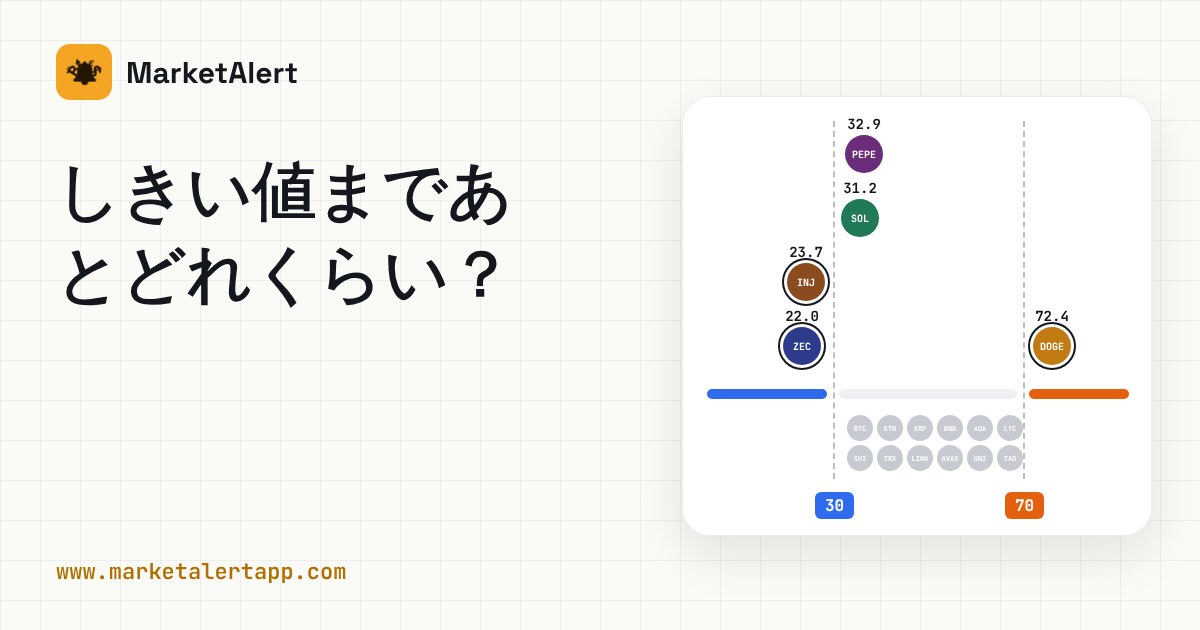 MarketAlert
しきい値まであ
とどれくらい？
www.marketalertapp.com
32.9
PEPE
31.2
SOL
23.7
INJ
22.0
ZEC
72.4
DOGE
BTC ETH XRP BNB ADA LTC
SUI TRX LINK AVAX UNI TAO
30
70